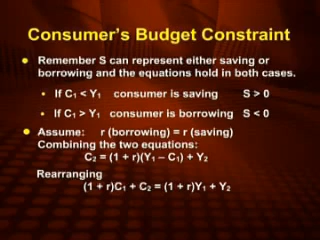 Consumer's Budget Constraint
Remember S can represent either saving or
borrowing and the equations hold in both cases.
If C₁ < Y₁ consumer is saving S > 0
If C₁ > Y₁ consumer is borrowing S < 0
Assume: r (borrowing) = r (saving)
Combining the two equations:
C₂ = (1 + r)(Y₁ – C₁) + Y₂
Rearranging
(1 + r)C₁ + C₂ = (1 + r)Y₁ + Y₂